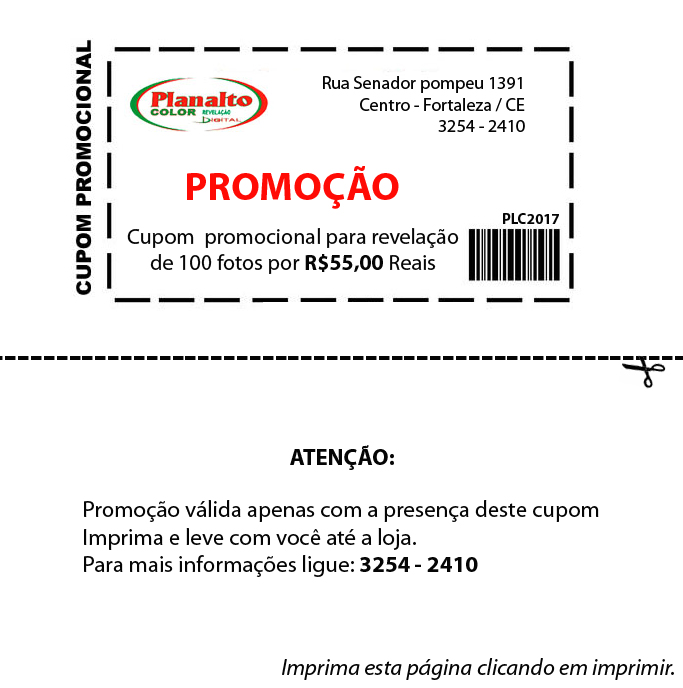 CUPOM PROMOCIONAL
Planalto
COLOR REVELAÇÃO
DIGITAL
Rua Senador pompeu 1391
Centro - Fortaleza / CE
3254 - 2410
PROMOÇÃO
PLC2017
Cupom promocional para revelação
de 100 fotos por R$55,00 Reais
ATENÇÃO:
Promoção válida apenas com a presença deste cupom
Imprima e leve com você até a loja.
Para mais informações ligue: 3254 - 2410
Imprima esta página clicando em imprimir.